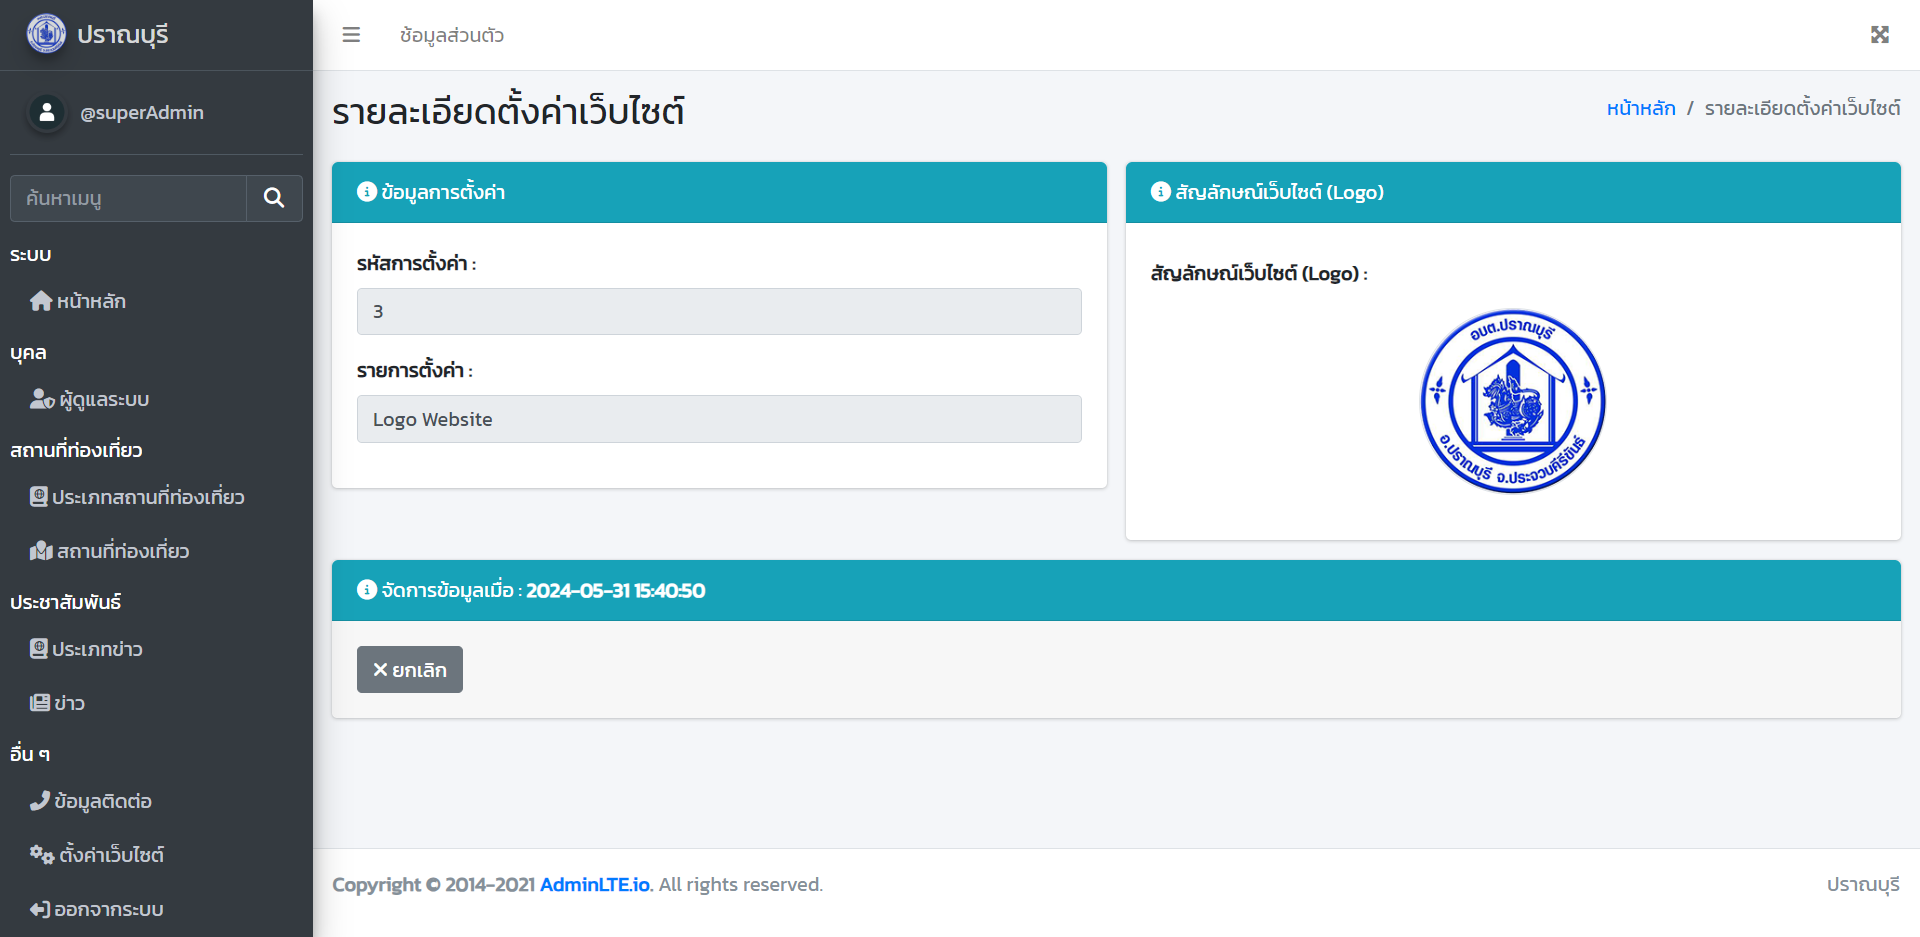 ปราณบุรี
@superAdmin
ค้นหาเมนู
ระบบ
หน้าหลัก
บุคล
ผู้ดูแลระบบ
สถานที่ท่องเที่ยว
ประเภทสถานที่ท่องเที่ยว
สถานที่ท่องเที่ยว
ประชาสัมพันธ์
ประเภทข่าว
ข่าว
อื่น ๆ
ข้อมูลติดต่อ
ตั้งค่าเว็บไซต์
ออกจากระบบ
ข้อมูลส่วนตัว
รายละเอียดตั้งค่าเว็บไซต์
หน้าหลัก / รายละเอียดตั้งค่าเว็บไซต์
ข้อมูลการตั้งค่า
รหัสการตั้งค่า :
3
รายการตั้งค่า :
Logo Website
สัญลักษณ์เว็บไซต์ (Logo)
สัญลักษณ์เว็บไซต์ (Logo) :
อบต.ปราณบุรี
อ.ปราณบุรี จ.ประจวบคีรีขันธ์
จัดการข้อมูลเมื่อ : 2024-05-31 15:40:50
ยกเลิก
Copyright © 2014-2021 AdminLTE.io. All rights reserved.
ปราณบุรี